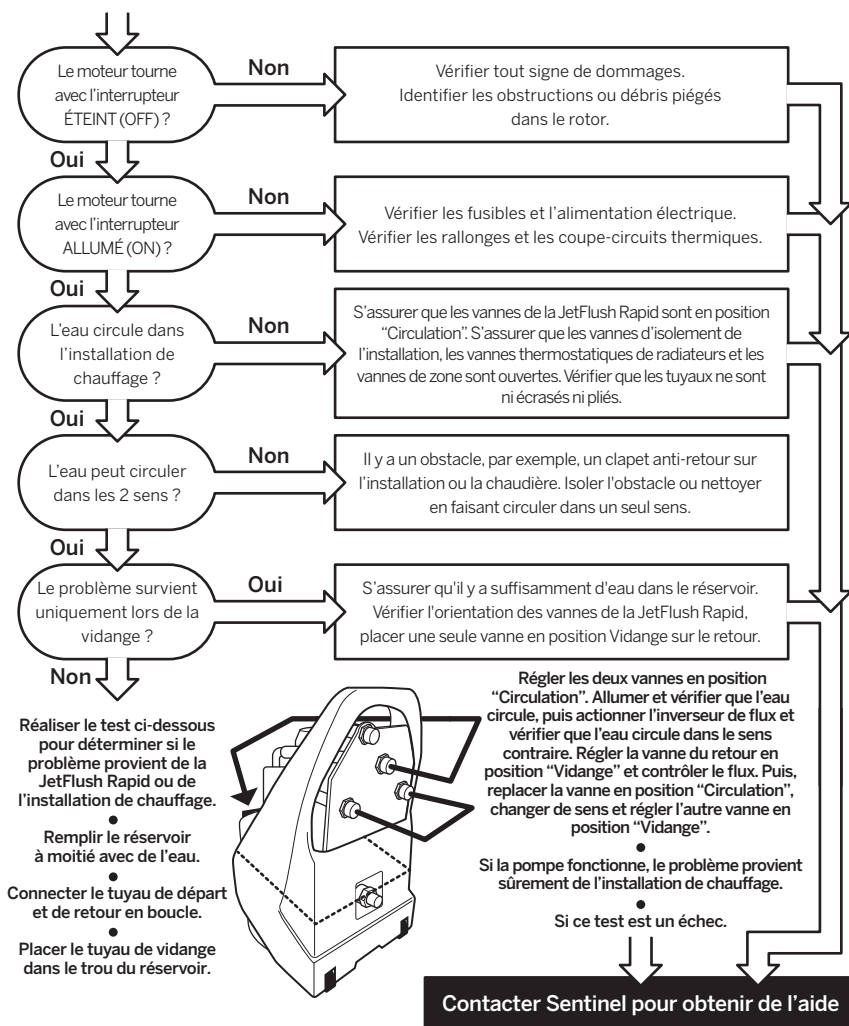 Le moteur tourne
avec l'interrupteur
ÉTEINT (OFF) ?
Non
Vérifier tout signe de dommages.
Identifier les obstructions ou débris piégés
dans le rotor.
Oui
Le moteur tourne
avec l'interrupteur
ALLUMÉ (ON) ?
Non
Vérifier les fusibles et l'alimentation électrique.
Vérifier les rallonges et les coupe-circuits thermiques.
Oui
L'eau circule dans
l'installation de
chauffage ?
Non
S'assurer que les vannes de la JetFlush Rapid sont en position
“Circulation”. S'assurer que les vannes d'isolement de
l'installation, les vannes thermostatiques de radiateurs et les
vannes de zone sont ouvertes. Vérifier que les tuyaux ne sont
ni écrasés ni pliés.
Oui
L'eau peut circuler
dans les 2 sens ?
Non
Il y a un obstacle, par exemple, un clapet anti-retour sur
l'installation ou la chaudière. Isoler l'obstacle ou nettoyer
en faisant circuler dans un seul sens.
Oui
Le problème survient
uniquement lors de la
vidange ?
Oui
S'assurer qu'il y a suffisamment d'eau dans le réservoir.
Vérifier l'orientation des vannes de la JetFlush Rapid,
placer une seule vanne en position Vidange sur le retour.
Non
Réaliser le test ci-dessous
pour déterminer si le
problème provient de la
JetFlush Rapid ou de
l'installation de chauffage.
•
Remplir le réservoir
à moitié avec de l'eau.
•
Connecter le tuyau de départ
et de retour en boucle.
•
Placer le tuyau de vidange
dans le trou du réservoir.
Régler les deux vannes en position
“Circulation”. Allumer et vérifier que l'eau
circule, puis actionner l'inverseur de flux et
vérifier que l'eau circule dans le sens
contraire. Régler la vanne du retour en
position “Vidange” et contrôler le flux. Puis,
replacer la vanne en position “Circulation”,
changer de sens et régler l'autre vanne en
position “Vidange”.
•
Si la pompe fonctionne, le problème provient
sûrement de l'installation de chauffage.
•
Si ce test est un échec.
Contacter Sentinel pour obtenir de l'aide